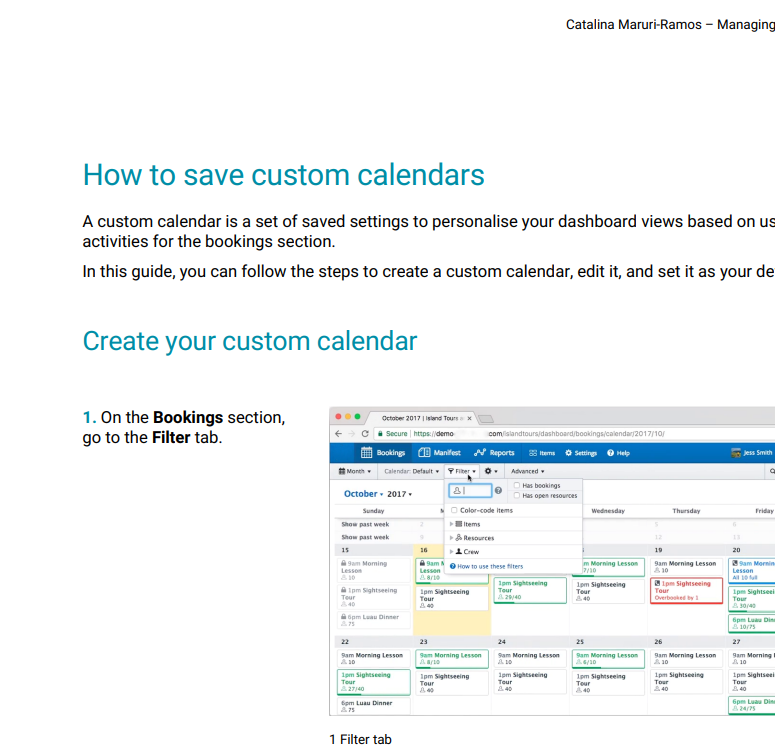 Catalina Maruri-Ramos – Managing
How to save custom calendars
A custom calendar is a set of saved settings to personalise your dashboard views based on us
activities for the bookings section.
In this guide, you can follow the steps to create a custom calendar, edit it, and set it as your de
Create your custom calendar
1. On the Bookings section,
go to the Filter tab.
October 2017 | Island Tours
Secure https://demo .com/islandtours/dashboard/bookings/calendar/2017/10/
Bookings Manifest Reports Items Settings Help Jess Smith
Month Calendar: Default Filter Advanced
Has bookings
Has open resources
October 2017
Color-code items
Sunday Wednesday Thursday Friday
Show past week 5 6
Items
Show past week 12 13
Resources
Crew
How to use these filters
15 16 19 20
9am Morning Lesson 10
9am M 8/10
m Morning Lesson 7/10
9am Morning Lesson 10
9am Mornin Lesson All 10 full
1pm Sightseeing Tour 40
1pm Sightseeing Tour 40
1pm Sightseeing Tour 29/40
1pm Sightseeing Tour 40
1pm Sightseeing Tour Overbooked by 1
1pm Sightsee Tour 30/40
6pm Luau Dinner 75
6pm Luau Din 10/75
22 23 24 25 26 27
9am Morning Lesson 10
9am Morning Lesson 8/10
9am Morning Lesson 10
9am Morning Lesson 6/10
9am Morning Lesson 10
9am Morning L 10
1pm Sightseeing Tour 27/40
1pm Sightseeing Tour 40
1pm Sightseeing Tour 40
1pm Sightseeing Tour 40
1pm Sightseeing Tour 40
1pm Sightseei Tour 40
6pm Luau Dinner 75
6pm Luau Din 24/75
1 Filter tab